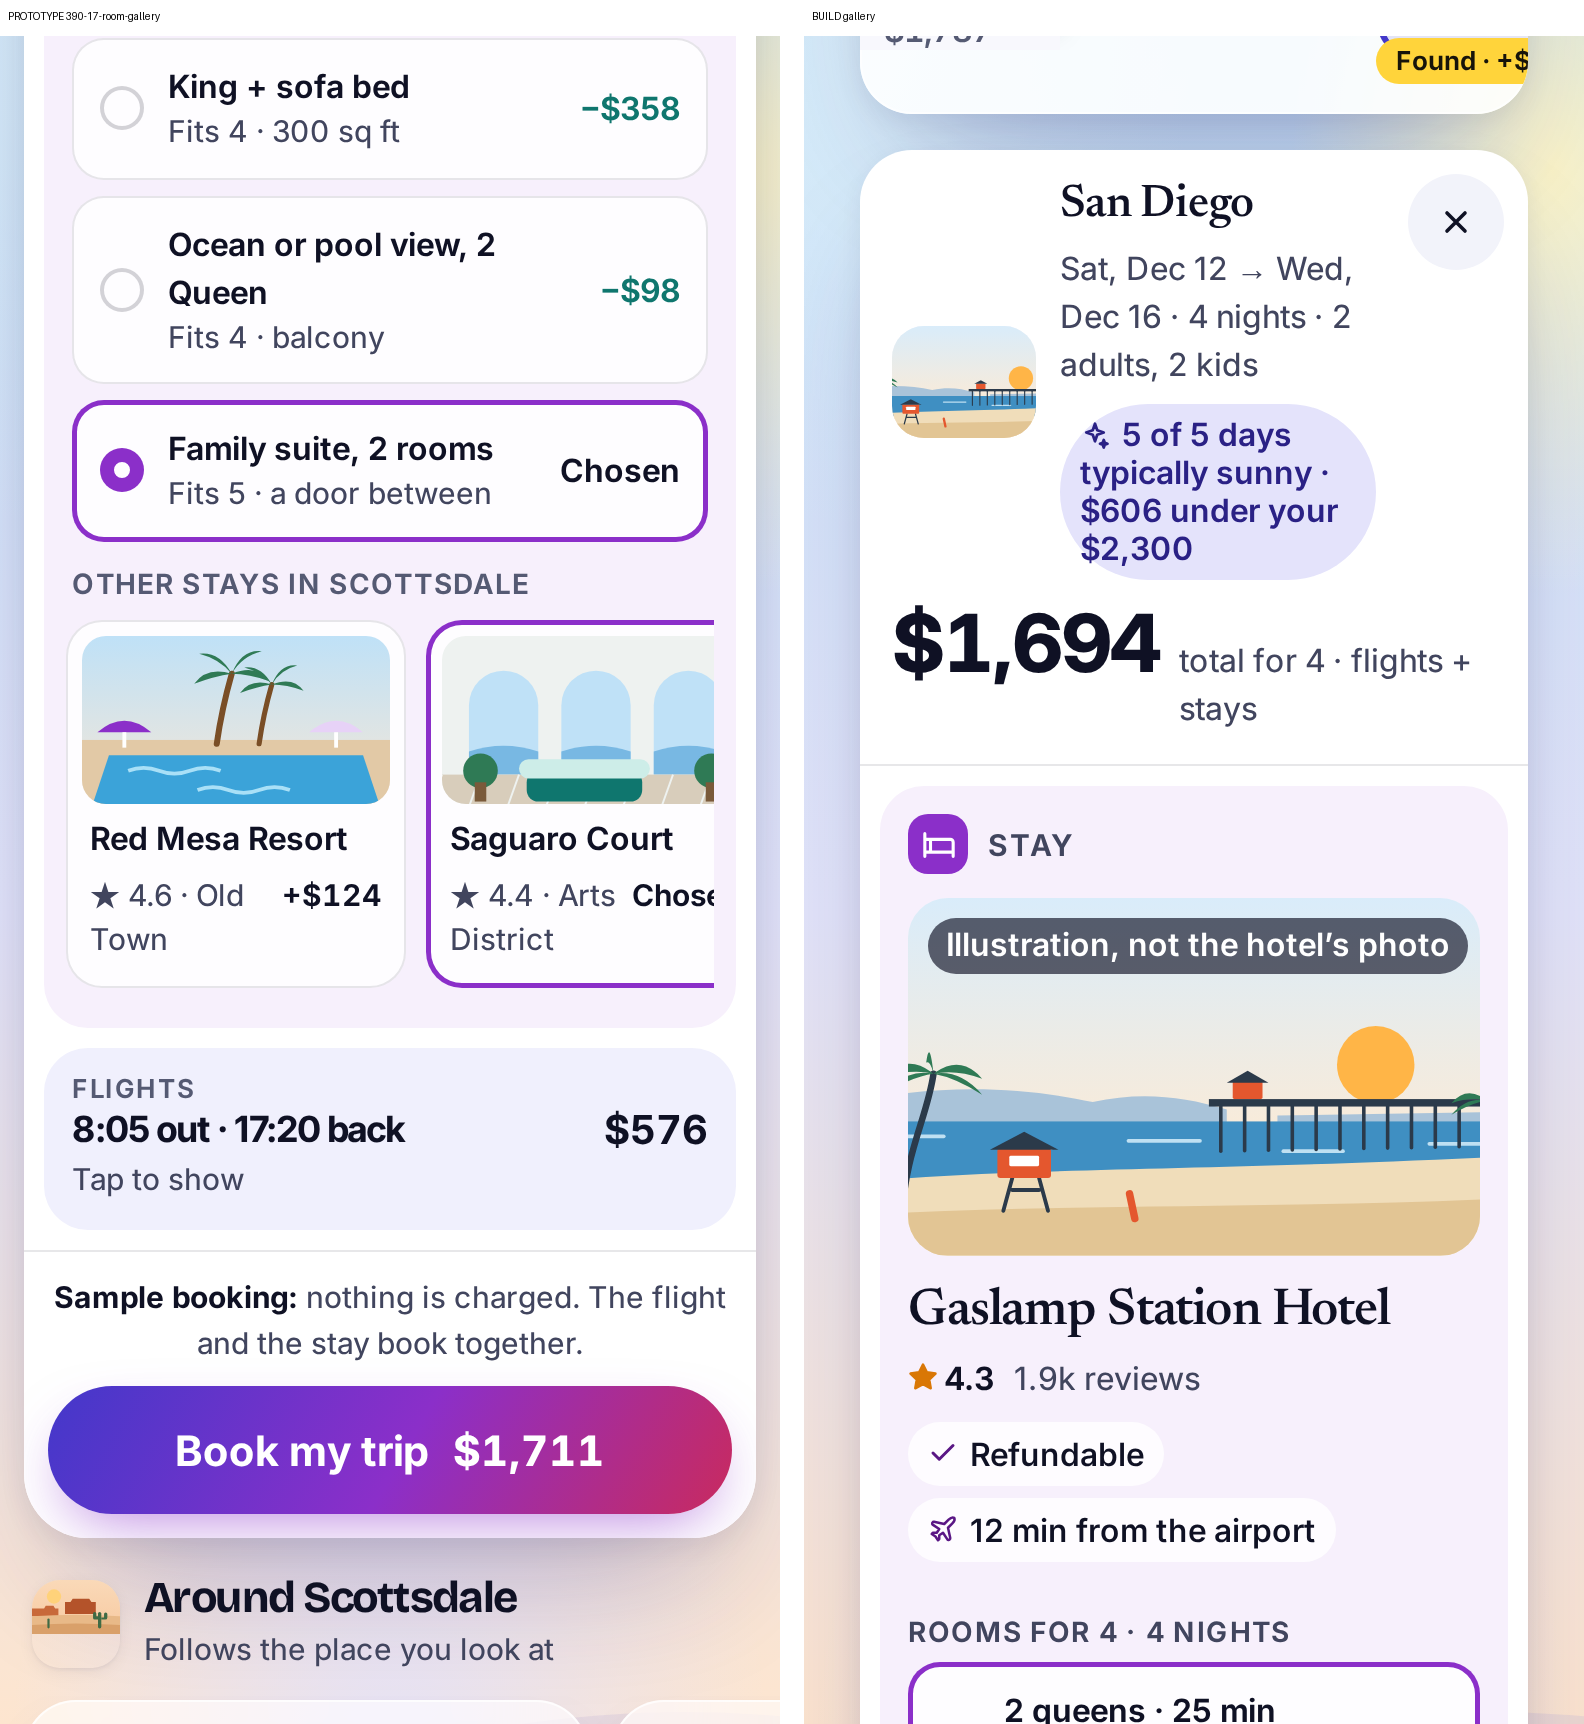 PROTOTYPE 390-17-room-gallery
King + sofa bed
Fits 4 · 300 sq ft
−$358
Ocean or pool view, 2
Queen
Fits 4 · balcony
−$98
Family suite, 2 rooms
Fits 5 · a door between
Chosen
OTHER STAYS IN SCOTTSDALE
Red Mesa Resort
★ 4.6 · Old
Town
+$124
Saguaro Court
★ 4.4 · Arts
District
Chose
FLIGHTS
8:05 out · 17:20 back
$576
Tap to show
Sample booking: nothing is charged. The flight
and the stay book together.
Book my trip $1,711
Around Scottsdale
Follows the place you look at
BUILD gallery
Found · +$
San Diego
Sat, Dec 12 → Wed,
Dec 16 · 4 nights · 2
adults, 2 kids
5 of 5 days
typically sunny ·
$606 under your
$2,300
$1,694 total for 4 · flights +
stays
STAY
Illustration, not the hotel’s photo
Gaslamp Station Hotel
★ 4.3 1.9k reviews
Refundable
12 min from the airport
ROOMS FOR 4 · 4 NIGHTS
2 queens · 25 min